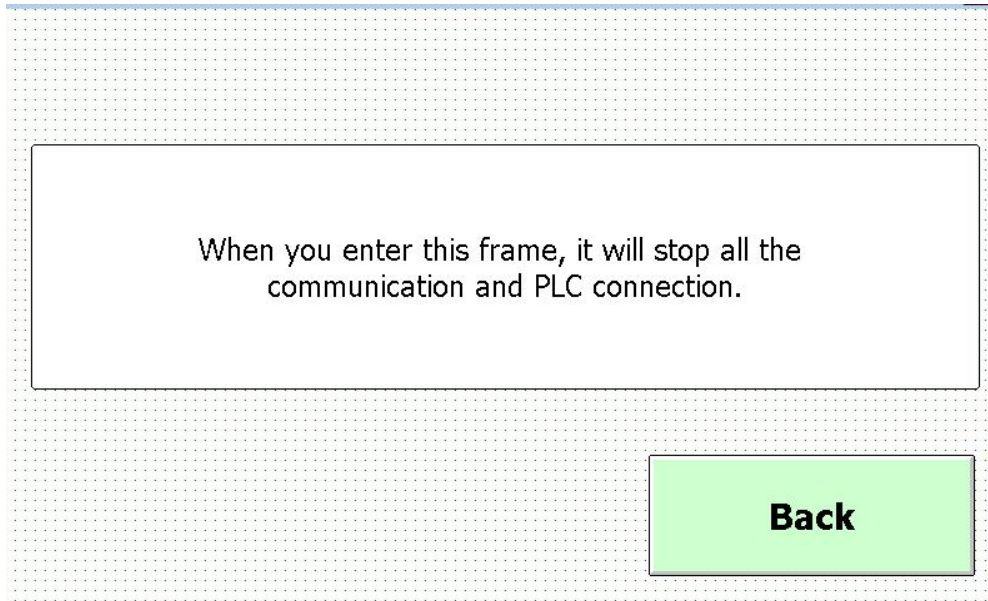 When you enter this frame, it will stop all the
communication and PLC connection.
Back